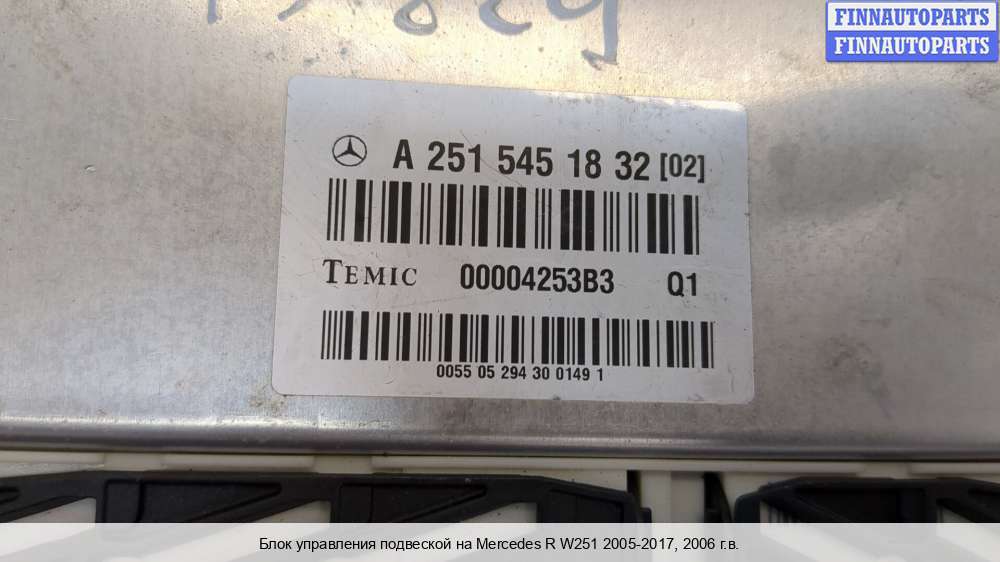 FINNAUTOPARTS
FINNAUTOPARTS
A 251 545 18 32 [02]
TEMIC 00004253B3 Q1
0055 05 294 30 0149 1
Блок управления подвеской на Mercedes R W251 2005-2017, 2006 г.в.